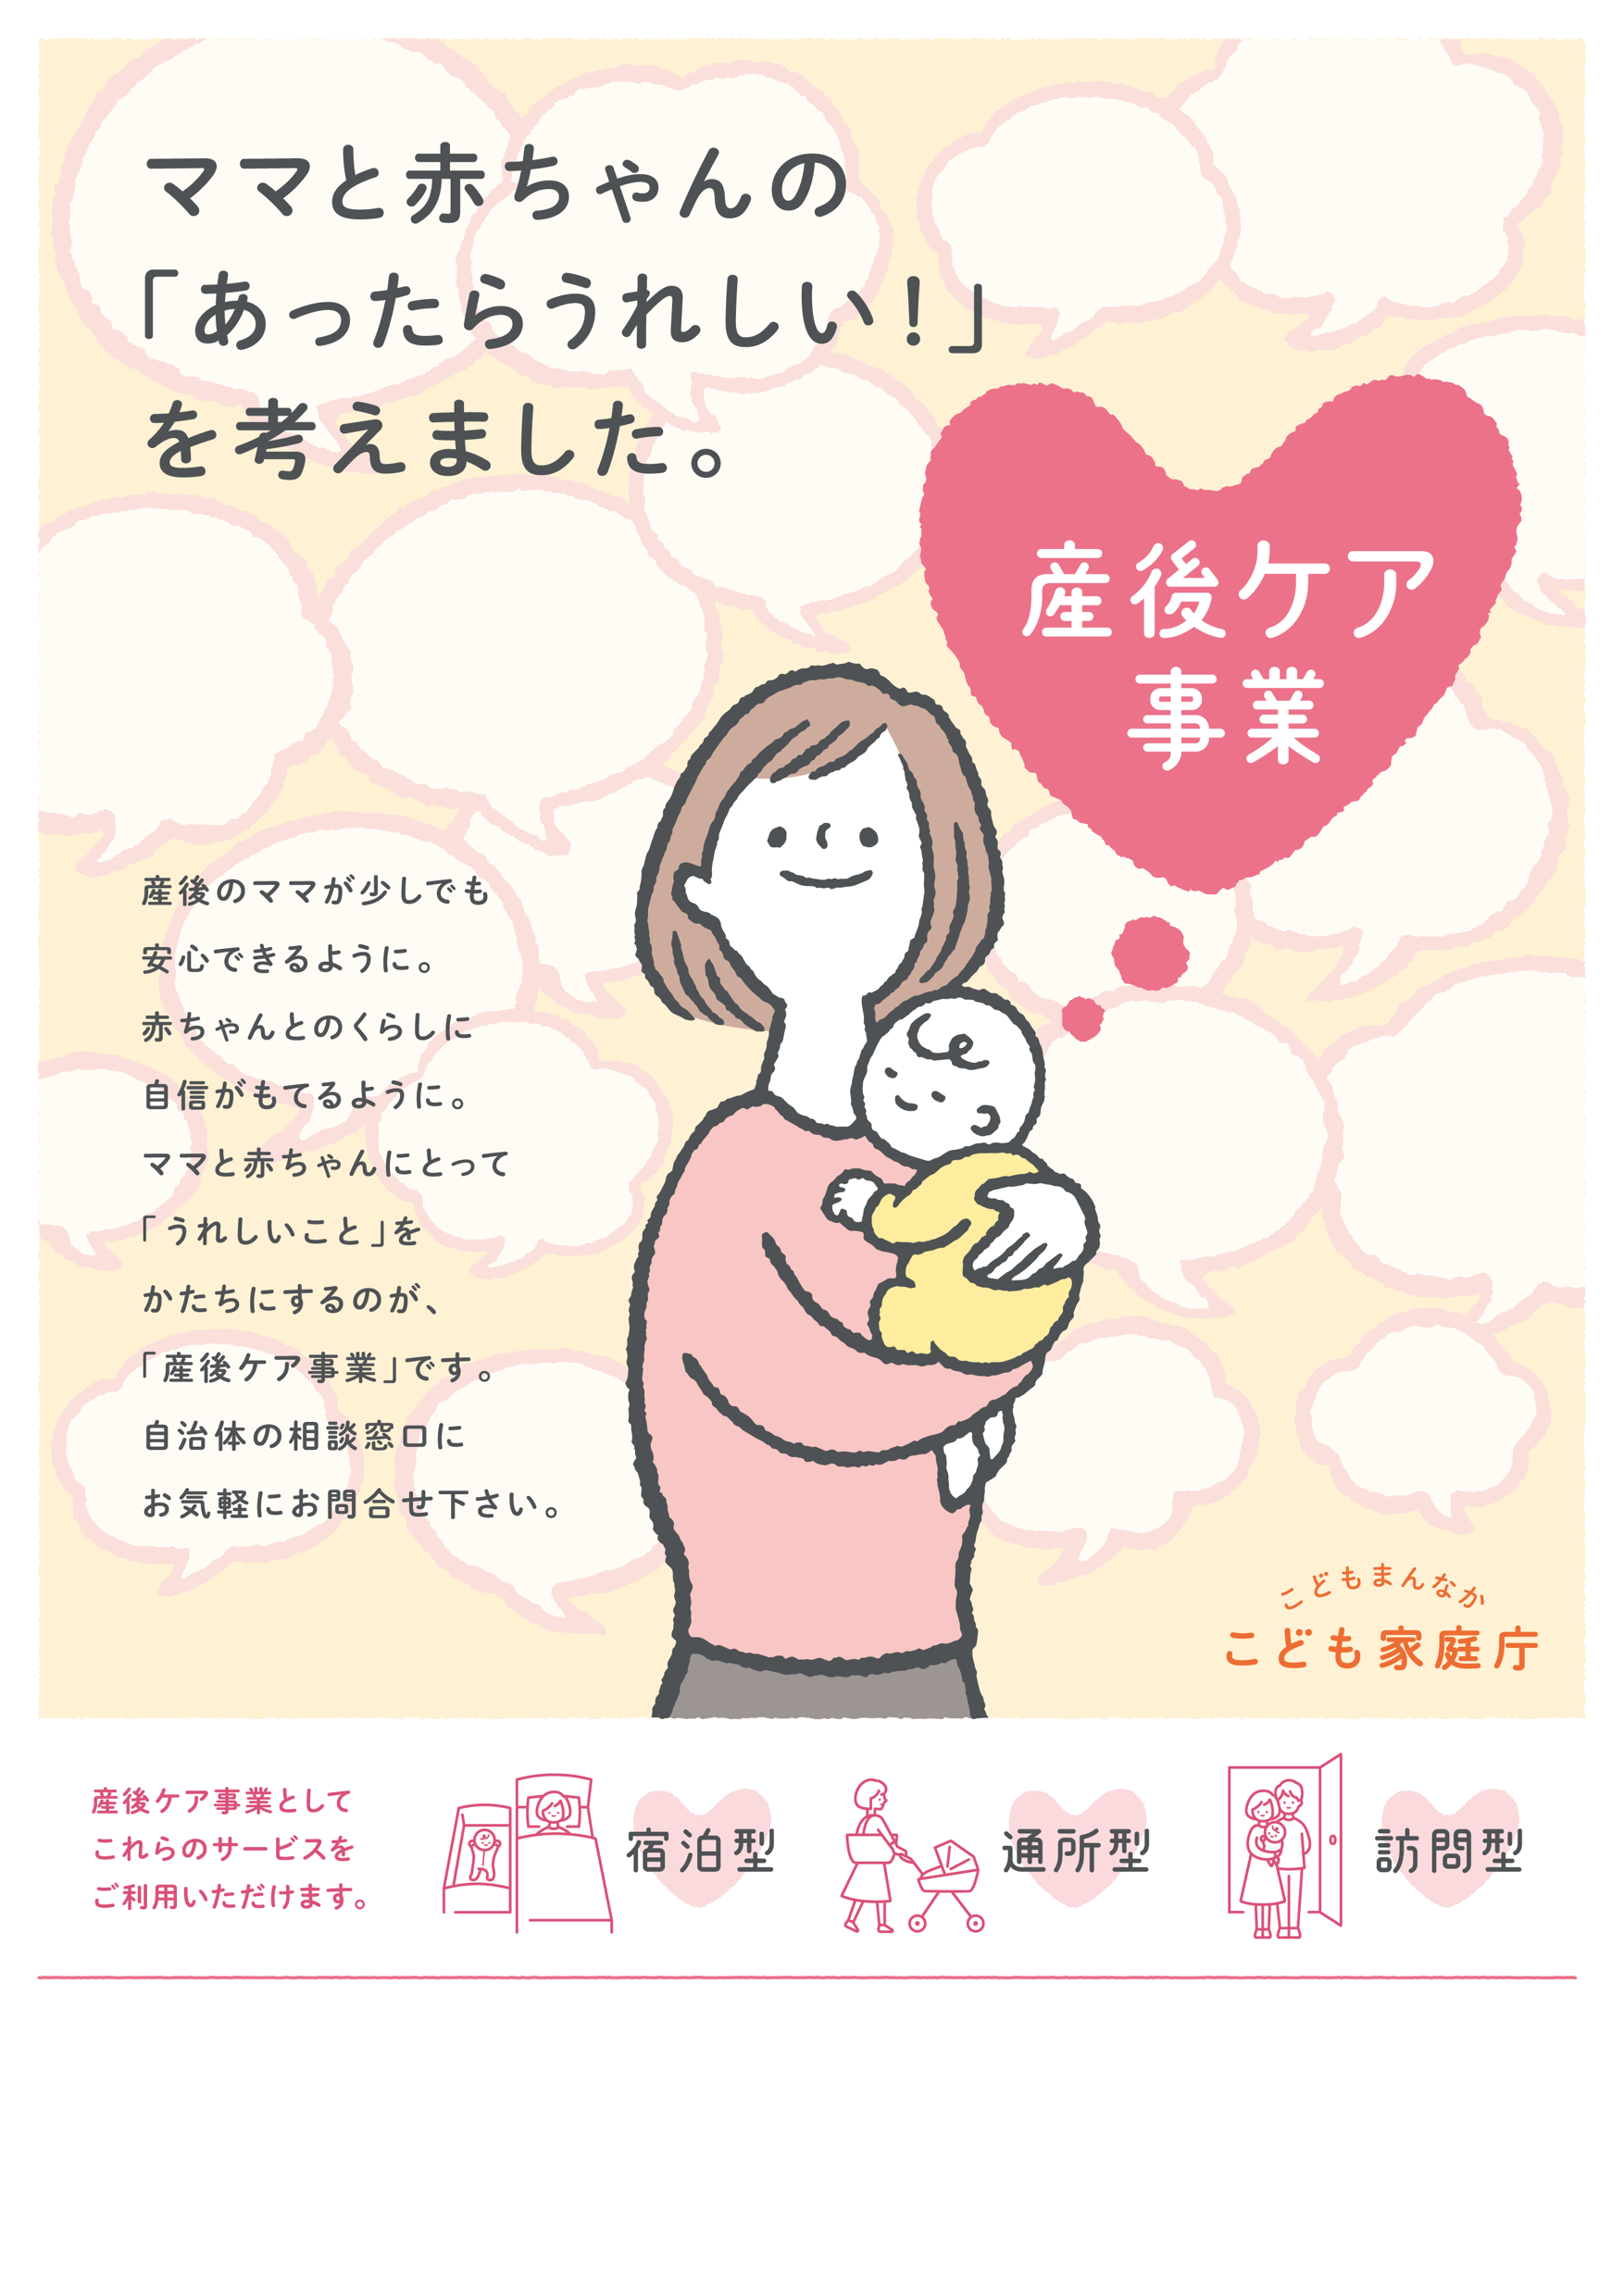 ママと赤ちゃんの
「あったらうれしい！」
を考えました。
産後ケア
事業
産後のママが少しでも
安心できるように。
赤ちゃんとのくらしに
自信がもてるように。
ママと赤ちゃんにとって
「うれしいこと」を
かたちにするのが、
「産後ケア事業」です。
自治体の相談窓口に
お気軽にお問合せ下さい。
こどもまんなか
こども家庭庁
産後ケア事業として
これらのサービスを
ご利用いただけます。
宿泊型
通所型
訪問型